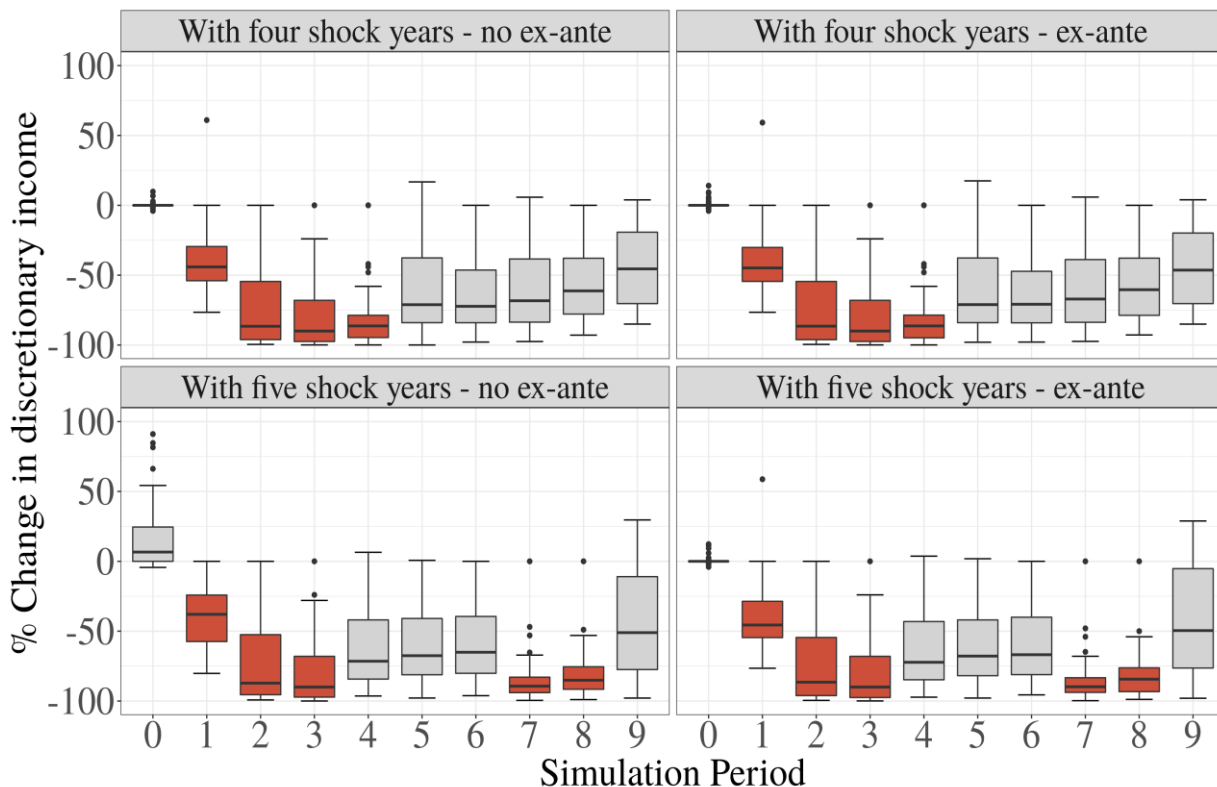 With four shock years - no ex-ante
With four shock years - ex-ante
% Change in discretionary income
100
50
0
-50
-100
With five shock years - no ex-ante
With five shock years - ex-ante
100
50
0
-50
-100
0 1 2 3 4 5 6 7 8 9
0 1 2 3 4 5 6 7 8 9
Simulation Period